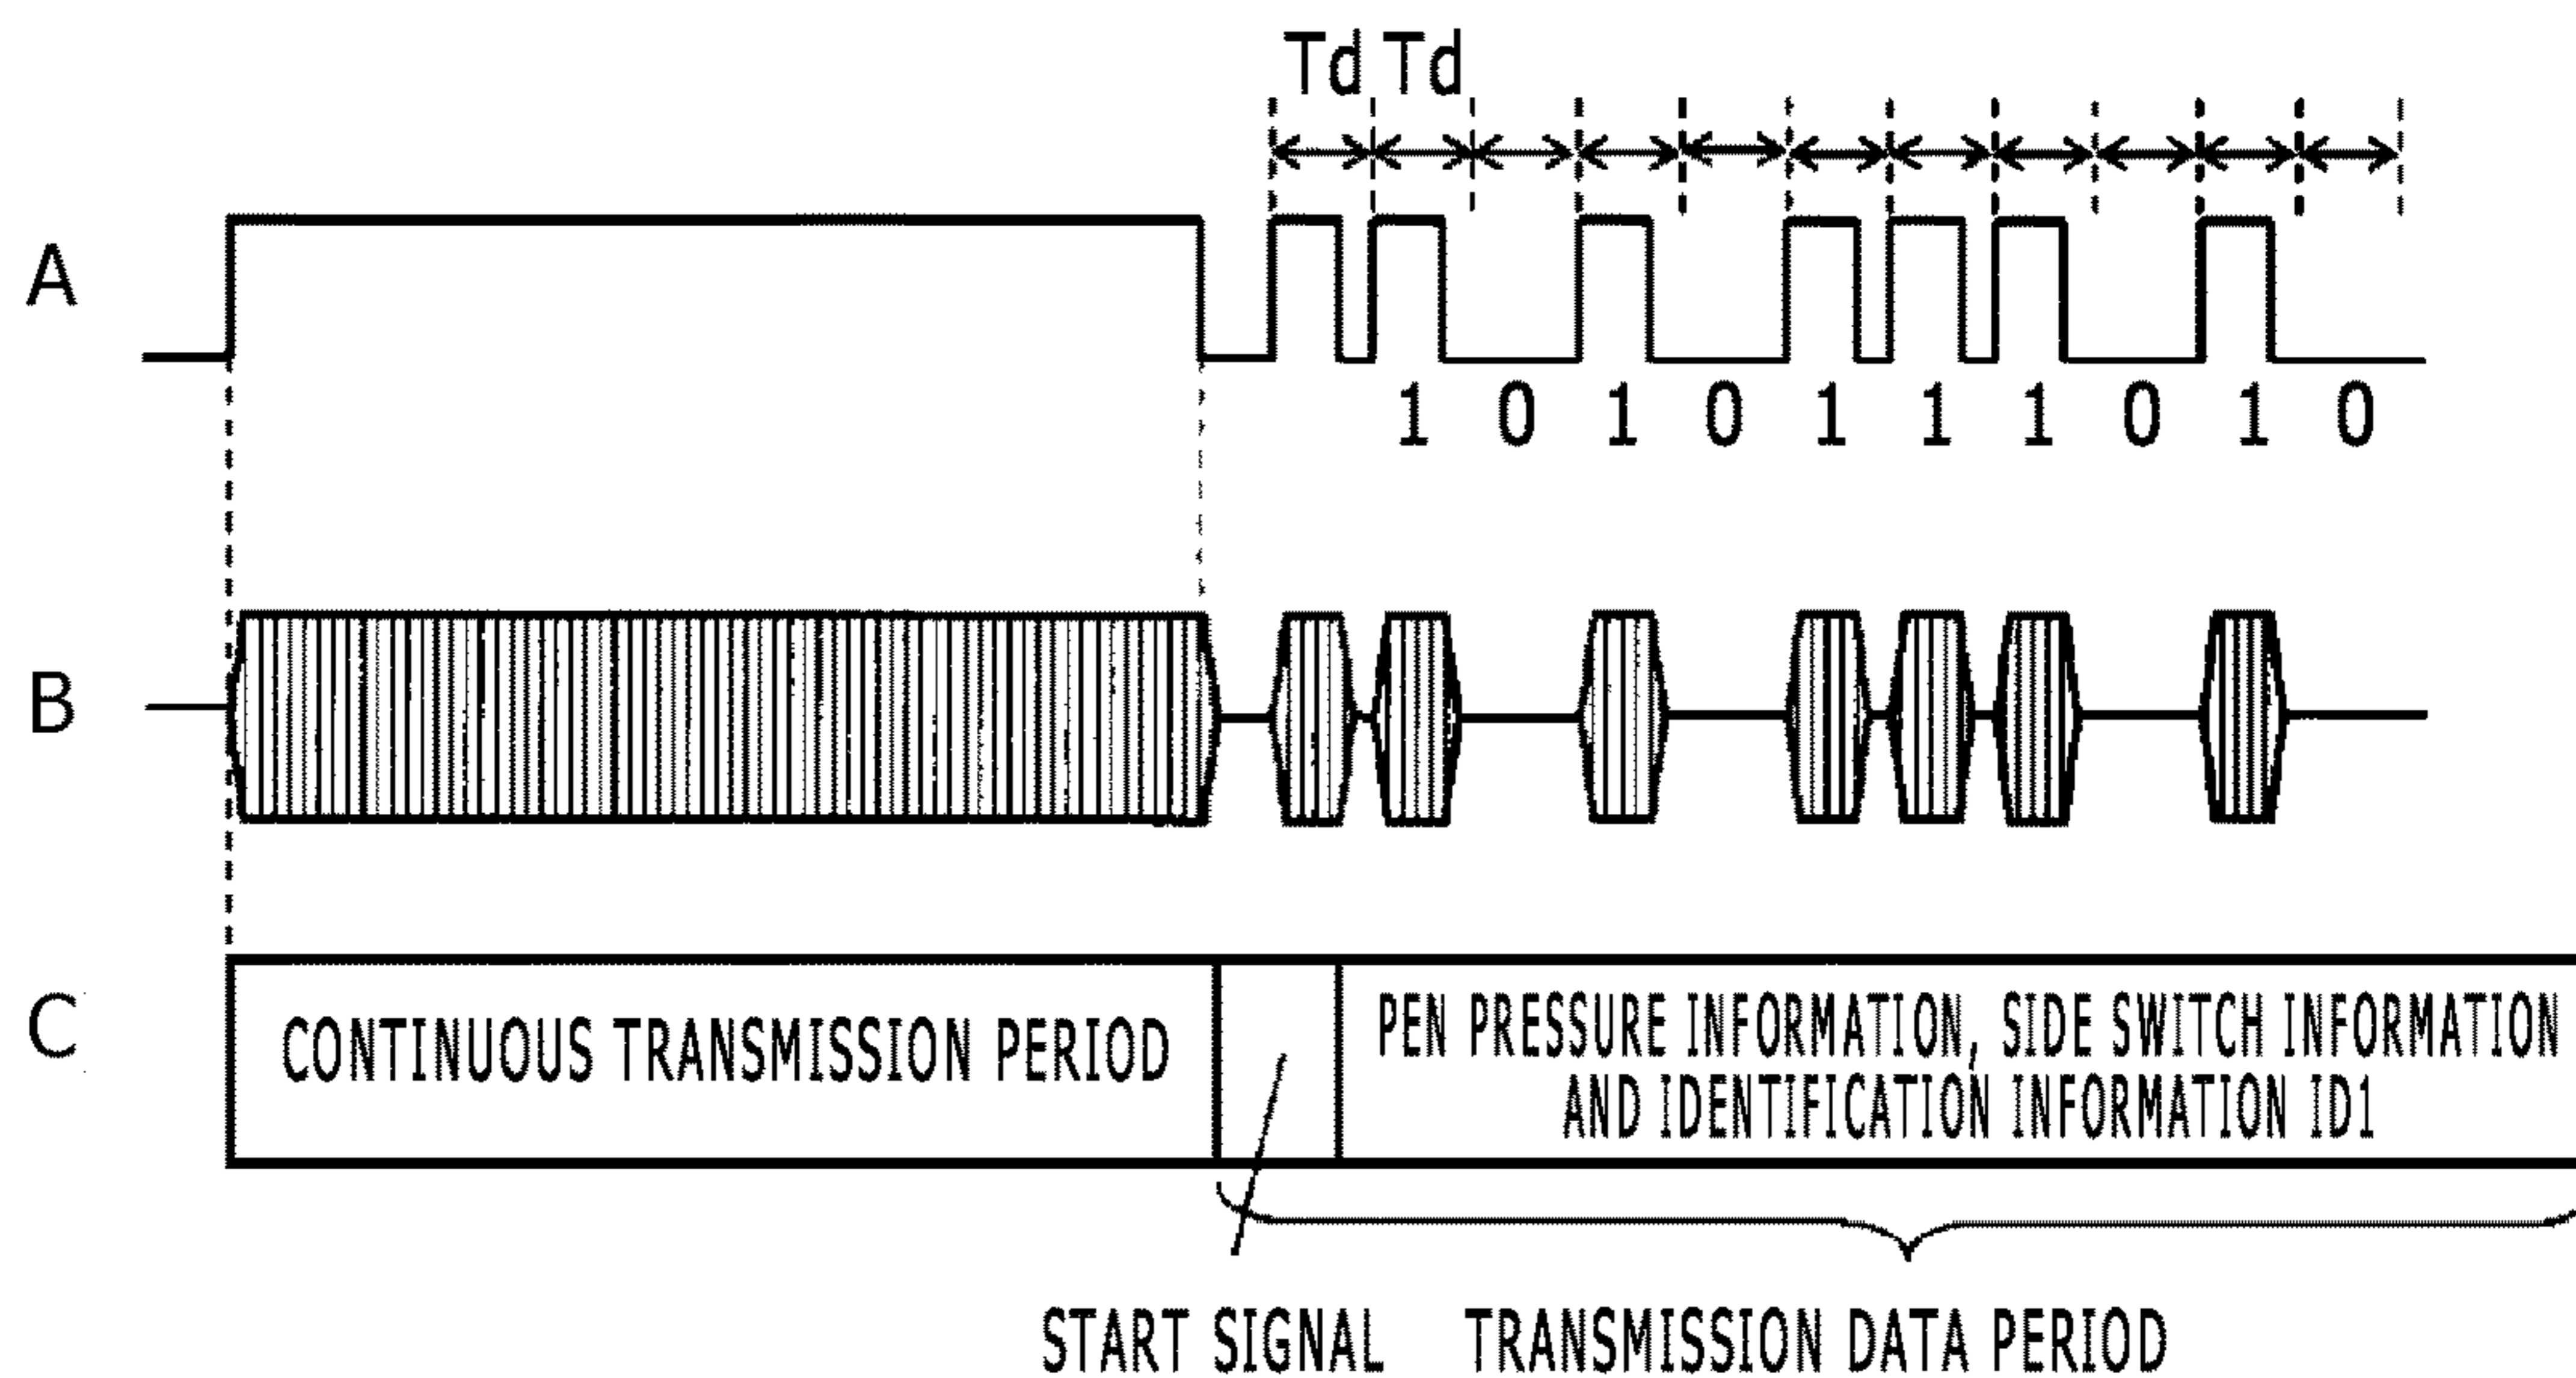 Td Td
A
1 0 1 0 1 1 1 0 1 0
B
C
CONTINUOUS TRANSMISSION PERIOD
PEN PRESSURE INFORMATION, SIDE SWITCH INFORMATION
AND IDENTIFICATION INFORMATION ID1
START SIGNAL
TRANSMISSION DATA PERIOD